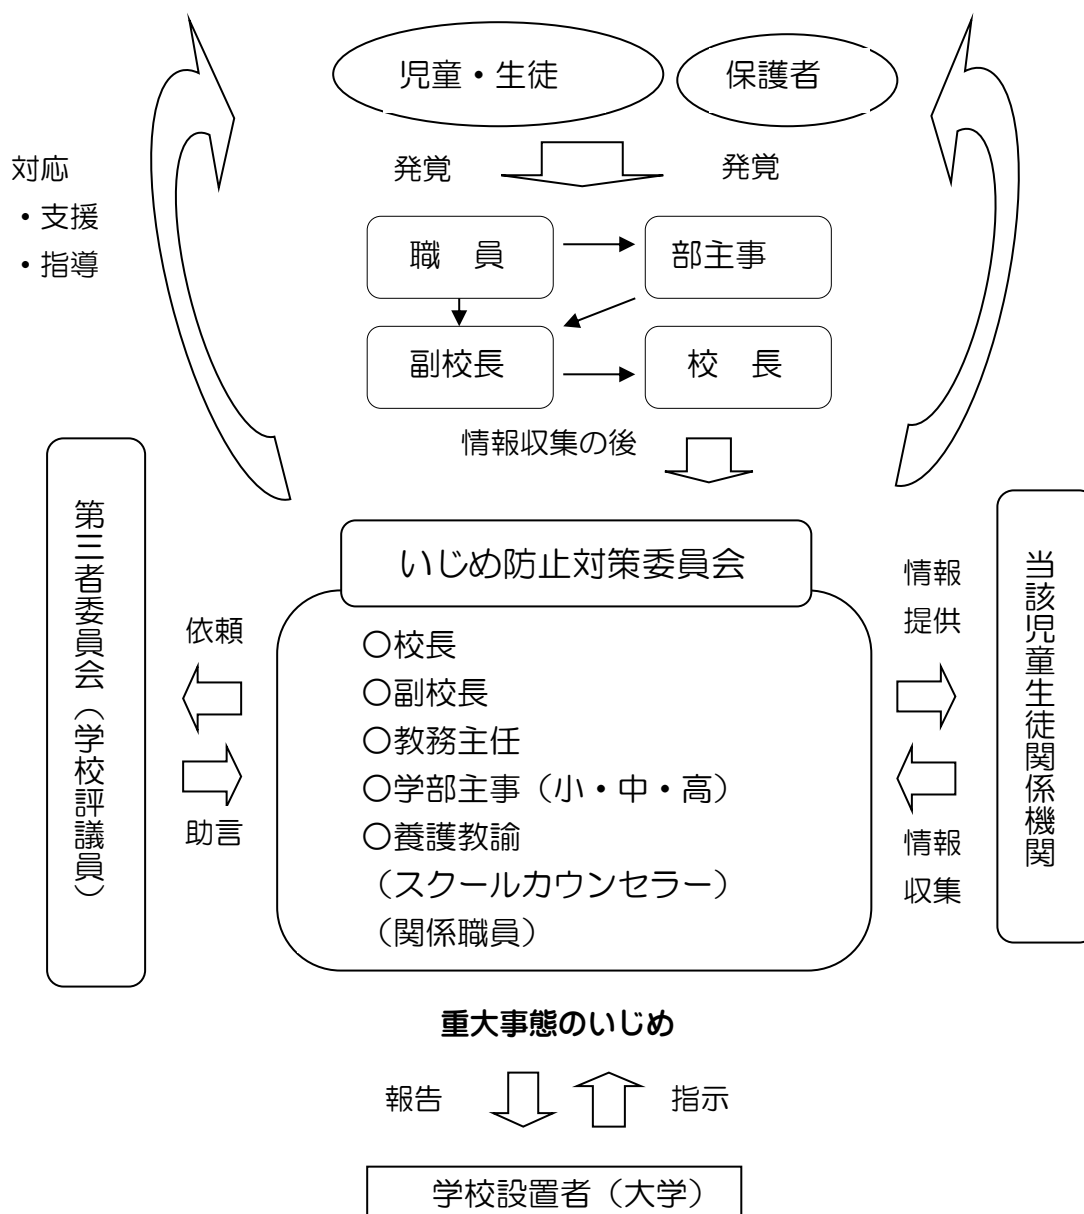 児童・生徒
保護者
対応
・支援
・指導
発覚
発覚
職　員
部主事
副校長
校　長
情報収集の後
第三者委員会（学校評議員）
依頼
助言
いじめ防止対策委員会
〇校長
〇副校長
〇教務主任
〇学部主事（小・中・高）
〇養護教諭
（スクールカウンセラー）
（関係職員）
情報
提供
情報
収集
当該児童生徒関係機関
重大事態のいじめ
報告
指示
学校設置者（大学）